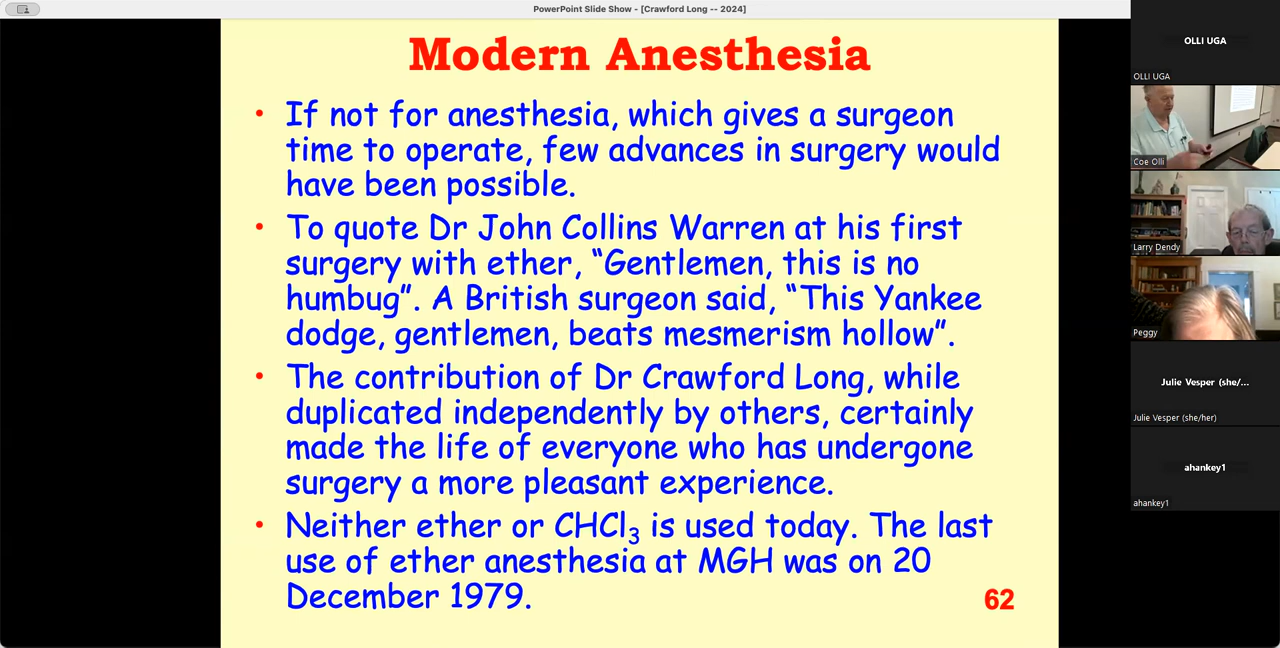 PowerPoint Slide Show - [Crawford Long -- 2024]
Modern Anesthesia
• If not for anesthesia, which gives a surgeon
time to operate, few advances in surgery would
have been possible.
• To quote Dr John Collins Warren at his first
surgery with ether, “Gentlemen, this is no
humbug”. A British surgeon said, “This Yankee
dodge, gentlemen, beats mesmerism hollow”.
• The contribution of Dr Crawford Long, while
duplicated independently by others, certainly
made the life of everyone who has undergone
surgery a more pleasant experience.
• Neither ether or CHCl₃ is used today. The last
use of ether anesthesia at MGH was on 20
December 1979.
62
OLLI UGA
OLLI UGA
Coe Olli
Larry Dendy
Peggy
Julie Vesper (she/...
Julie Vesper (she/her)
ahankey1
ahankey1